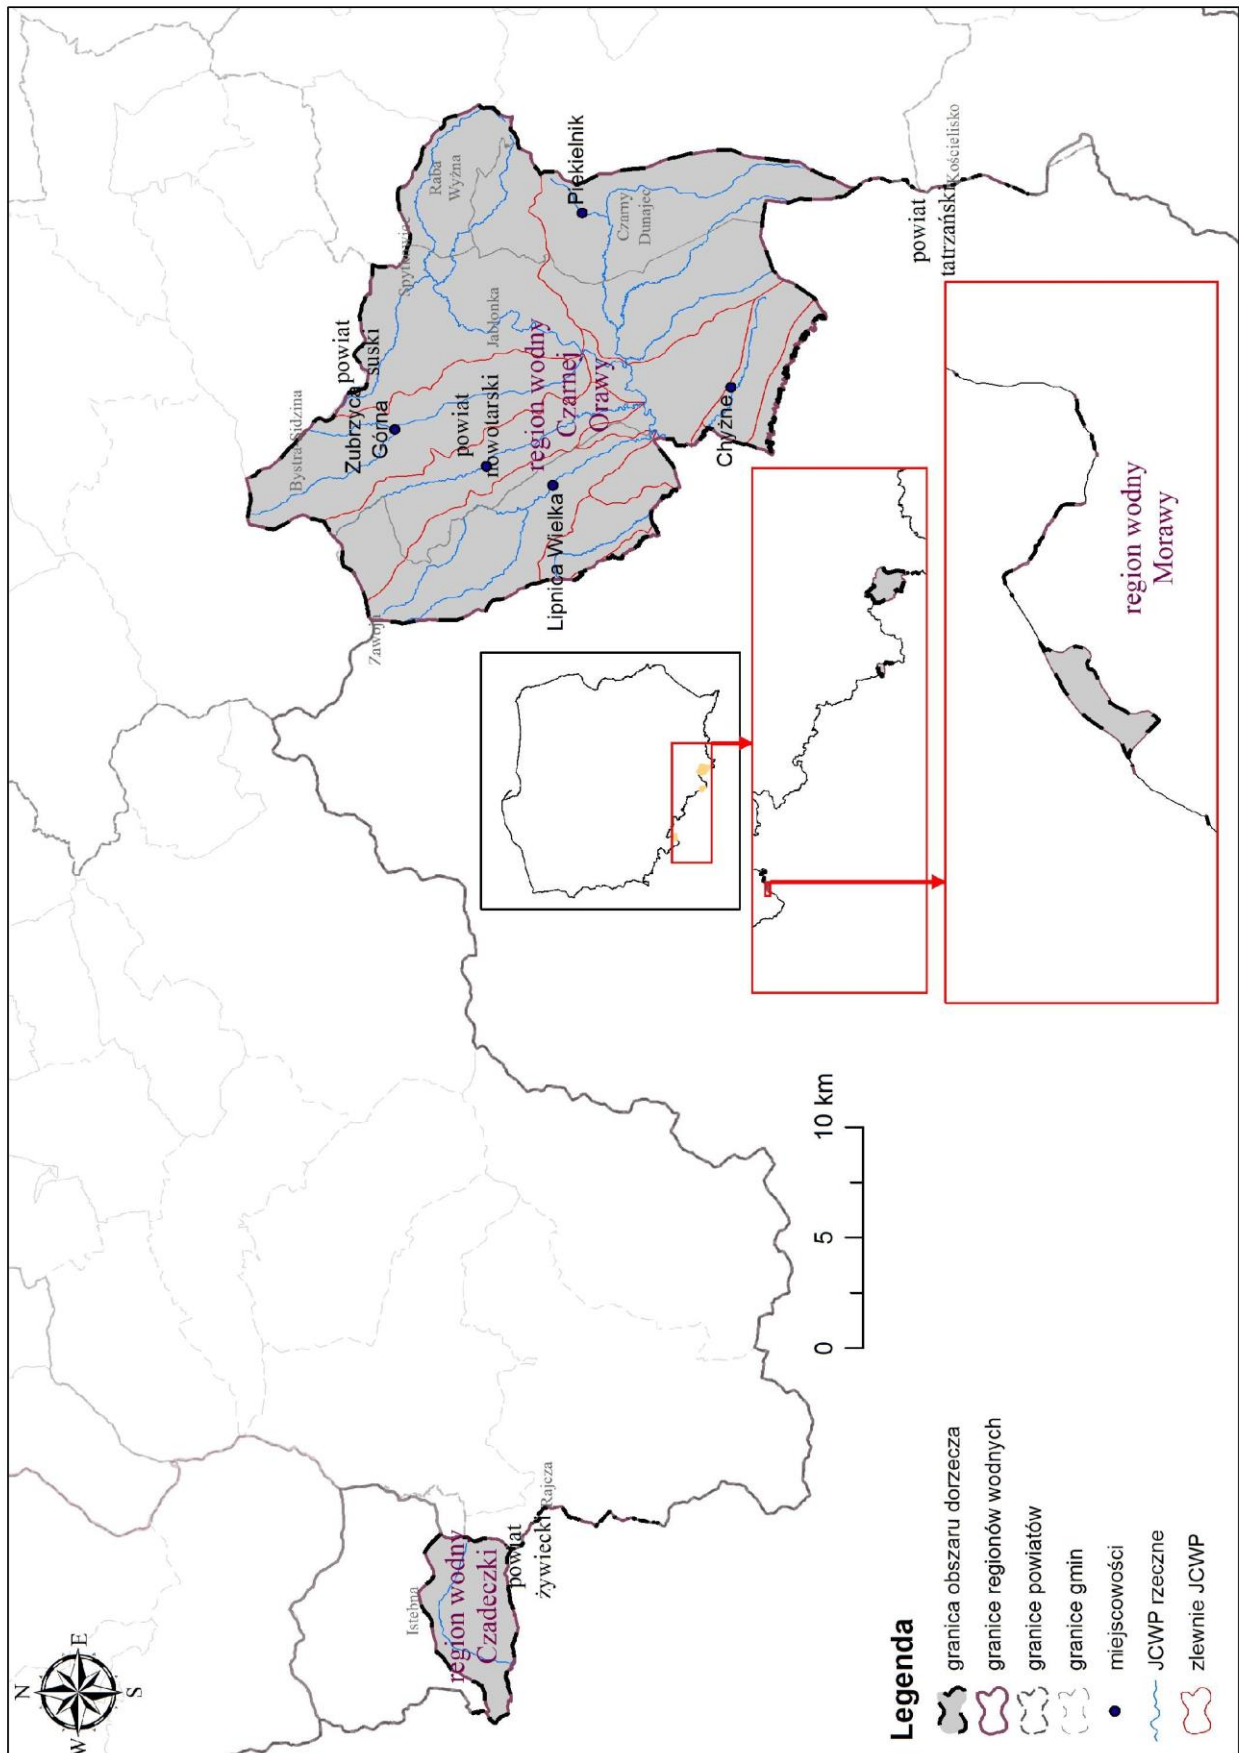 N
W
E
S
Istebna
region wodny
Czadeczki
powiat
żywiecki
Rajcza
Zawoja
Bystra-Sidzina
Zubrzyca
Górna
powiat
suski
Spytkowice
Raba
Wyżna
powiat
nowotarski
Jabłonka
Lipnica Wielka
region wodny
Czarnej
Orawy
Piekielnik
Czarny
Dunajec
Chyżne
powiat
tatrzański
Kościelisko
region wodny
Morawy
0
5
10 km
Legenda
granica obszaru dorzecza
granice regionów wodnych
granice powiatów
granice gmin
miejscowości
JCWP rzeczne
zlewnie JCWP